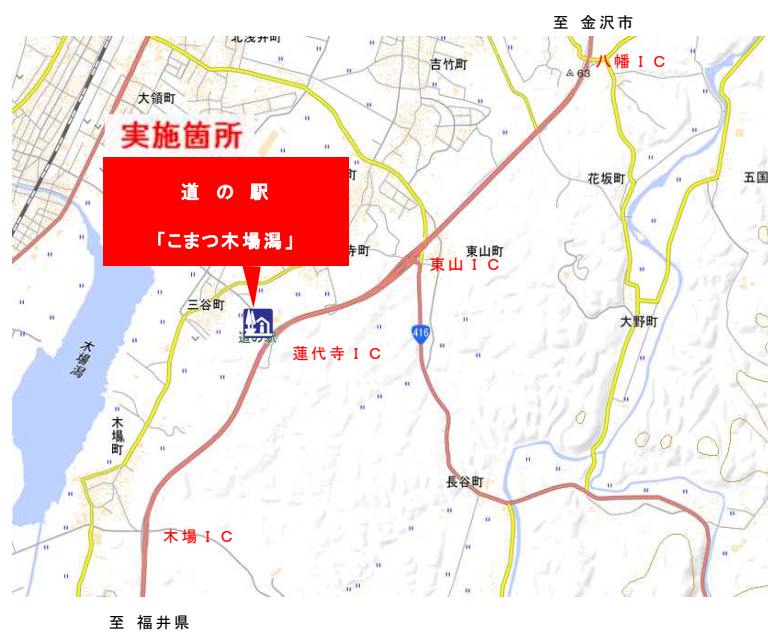 至 金沢市
北浅井町
八幡ＩＣ
吉竹町
63
大領町
実施箇所
道の駅
「こまつ木場潟」
町
花坂町
五国
寺町
東山町
東山ＩＣ
三谷町
道の駅
416
大野町
蓮代寺ＩＣ
木場潟
木場町
長谷町
木場ＩＣ
至 福井県